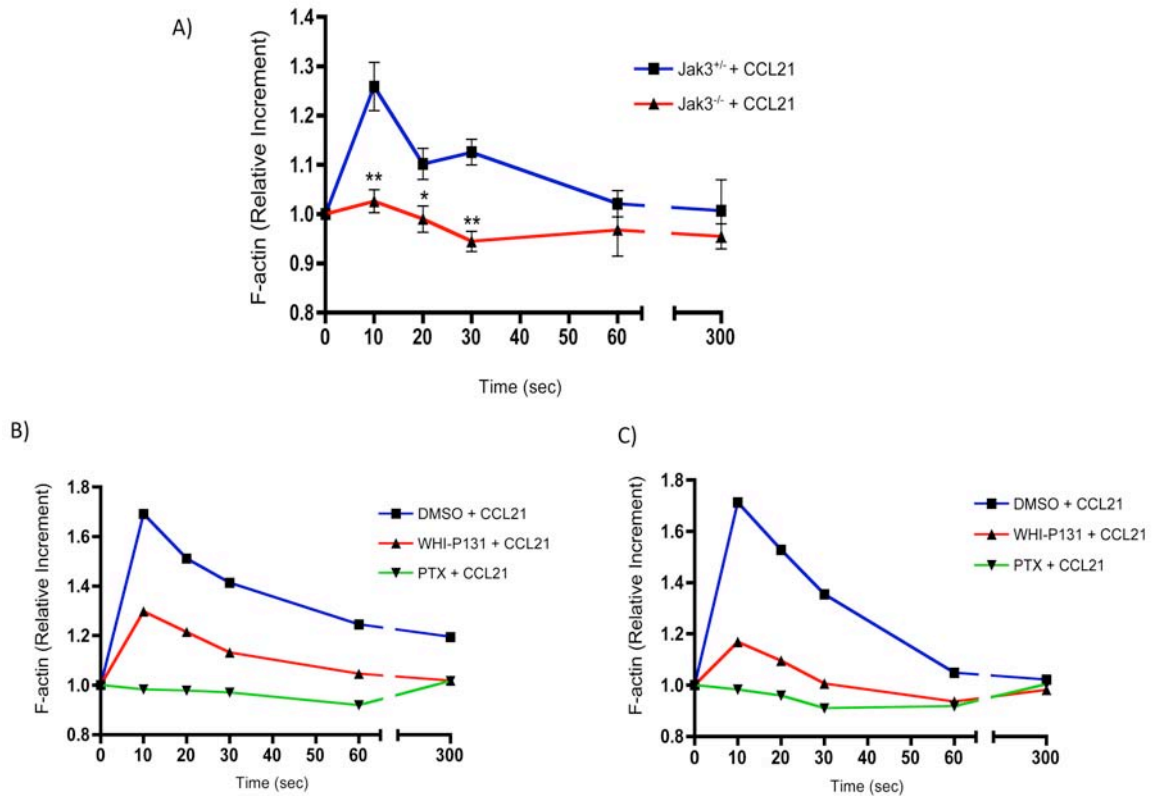 A)
F-actin (Relative Increment)
1.4
1.3
1.2
1.1
1.0
0.9
0.8
** * **
Jak3+/- + CCL21
Jak3-/- + CCL21
0 10 20 30 40 50 60 300
Time (sec)
B)
F-actin (Relative Increment)
1.8
1.6
1.4
1.2
1.0
0.8
DMSO + CCL21
WHI-P131 + CCL21
PTX + CCL21
0 10 20 30 40 50 60 300
Time (sec)
C)
F-actin (Relative Increment)
1.8
1.6
1.4
1.2
1.0
0.8
DMSO + CCL21
WHI-P131 + CCL21
PTX + CCL21
0 10 20 30 40 50 60 300
Time (sec)